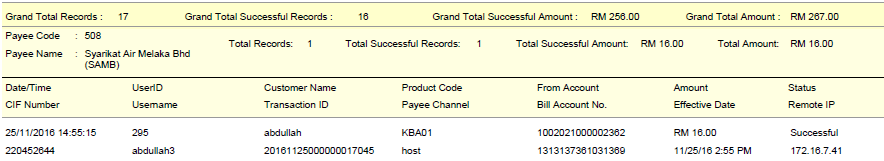 Grand Total Records : 17 Grand Total Successful Records : 16 Grand Total Successful Amount : RM 256.00 Grand Total Amount : RM 267.00
Payee Code : 508
Total Records: 1 Total Successful Records: 1 Total Successful Amount: RM 16.00 Total Amount: RM 16.00
Payee Name : Syarikat Air Melaka Bhd
(SAMB)
Date/Time UserID Customer Name Product Code From Account Amount Status
CIF Number Username Transaction ID Payee Channel Bill Account No. Effective Date Remote IP
25/11/2016 14:55:15 295 abdullah KBA01 1002021000002362 RM 16.00 Successful
220452644 abdullah3 20161125000000017045 host 1313137361031369 11/25/16 2:55 PM 172.16.7.41